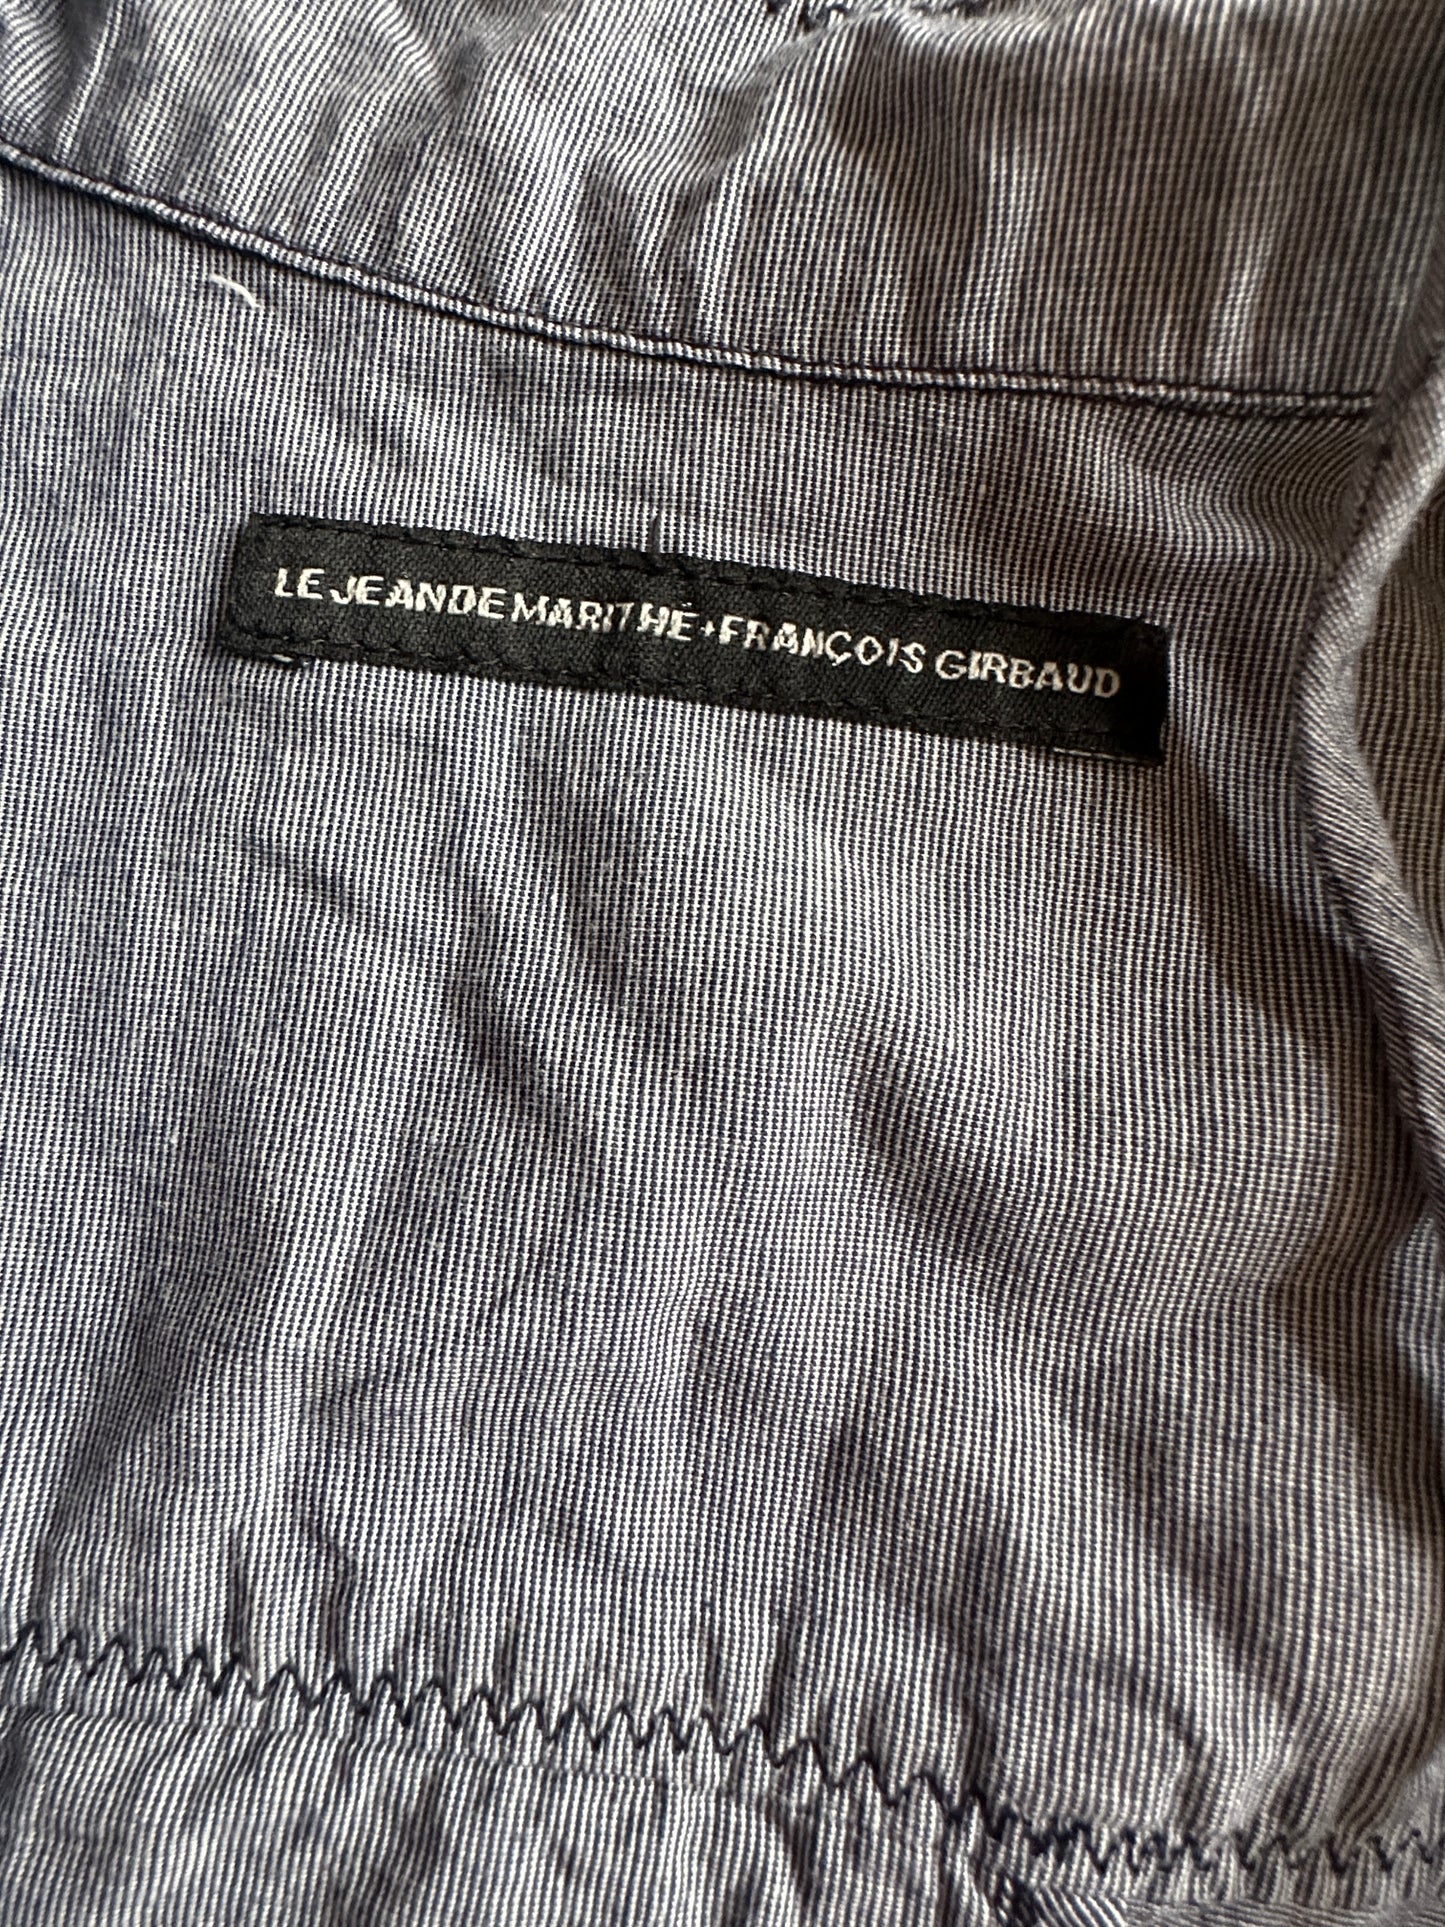 LE JEAN DE MARITHÉ + FRANÇOIS GIRBAUD